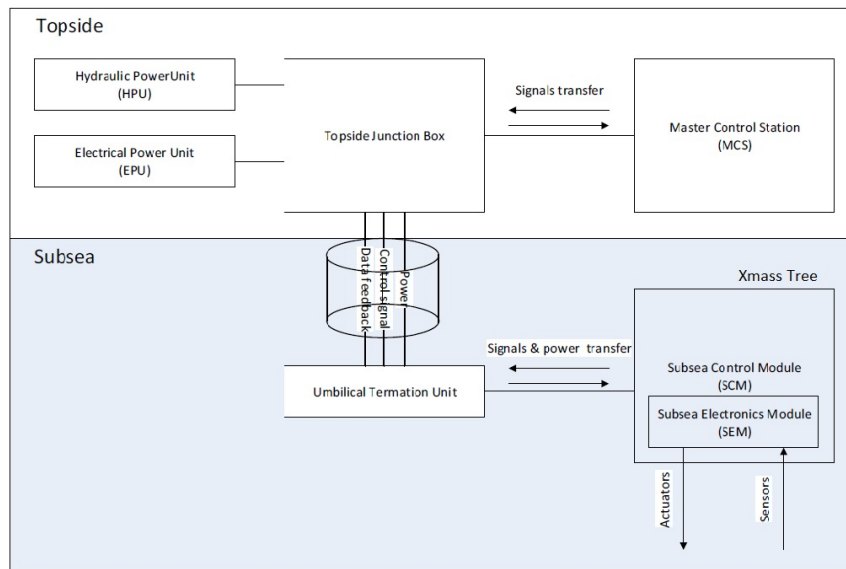 Topside
Hydraulic PowerUnit
(HPU)
Electrical Power Unit
(EPU)
Topside Junction Box
Signals transfer
Master Control Station
(MCS)
Subsea
Data feedback
Control signal
Power
Xmass Tree
Signals & power transfer
Umbilical Termation Unit
Subsea Control Module
(SCM)
Subsea Electronics Module
(SEM)
Actuators
Sensors